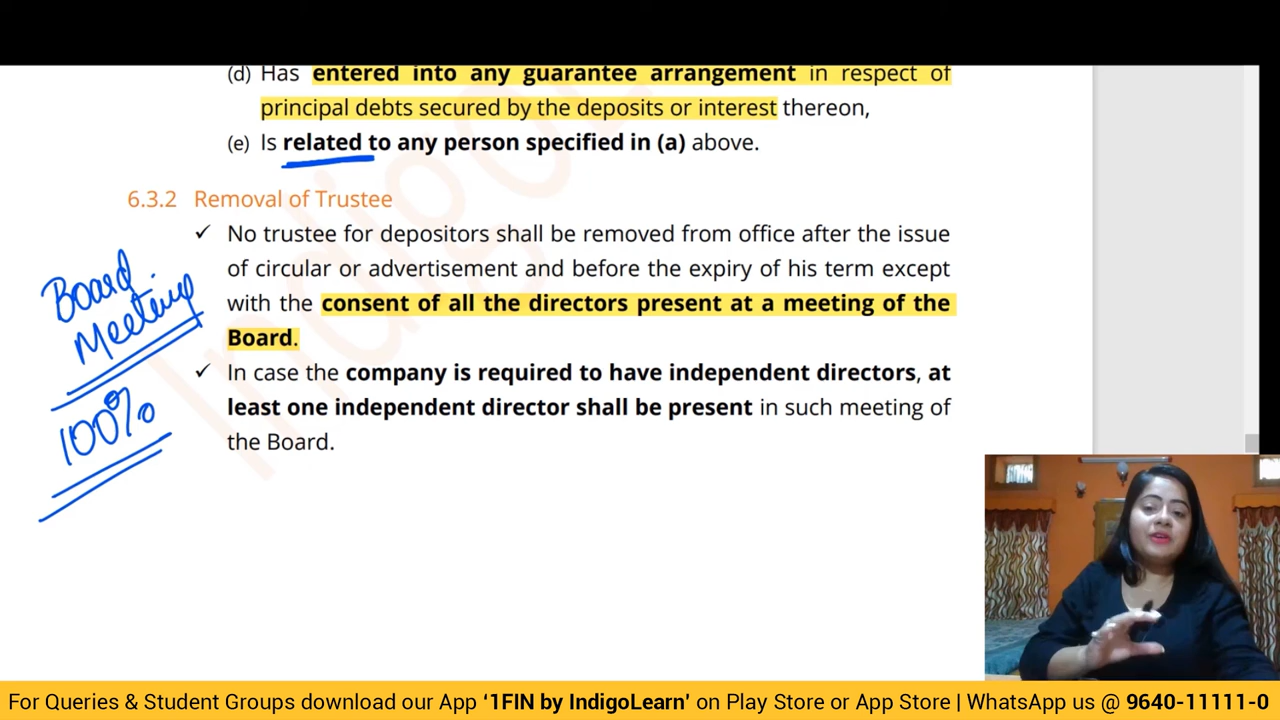 (d) Has entered into any guarantee arrangement in respect of
principal debts secured by the deposits or interest thereon,
(e) Is related to any person specified in (a) above.
6.3.2 Removal of Trustee
✓ No trustee for depositors shall be removed from office after the issue
of circular or advertisement and before the expiry of his term except
with the consent of all the directors present at a meeting of the
Board.
✓ In case the company is required to have independent directors, at
least one independent director shall be present in such meeting of
the Board.
Board
Meeting
100%
For Queries & Student Groups download our App ‘1FIN by IndigoLearn’ on Play Store or App Store | WhatsApp us @ 9640-11111-0